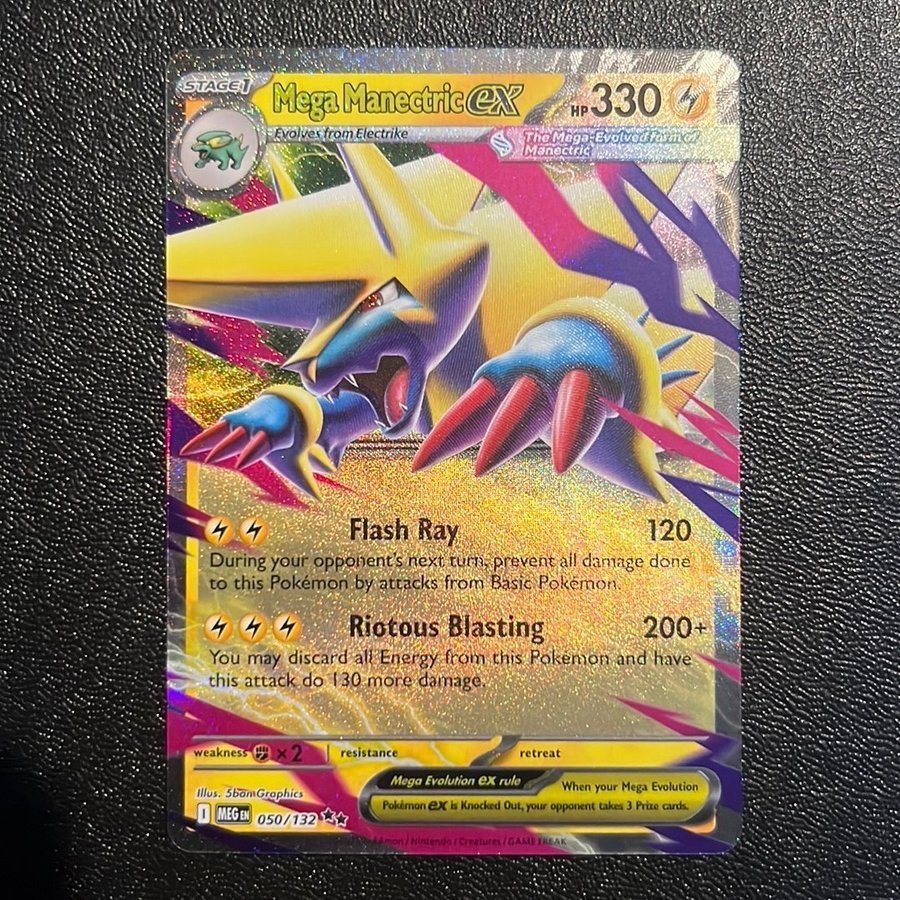 STAGE1
Mega Manectric ex
HP 330
Evolves from Electrike
The Mega-Evolved Form of
Manectric
Flash Ray 120
During your opponent's next turn, prevent all damage done
to this Pokémon by attacks from Basic Pokémon.
Riotous Blasting 200+
You may discard all Energy from this Pokémon and have
this attack do 130 more damage.
weakness ×2 resistance retreat
Mega Evolution ex rule When your Mega Evolution
Pokémon ex is Knocked Out, your opponent takes 3 Prize cards.
Illus. 5ban Graphics
I MEG EN 050/132
Pokémon / Nintendo / Creatures / GAME FREAK